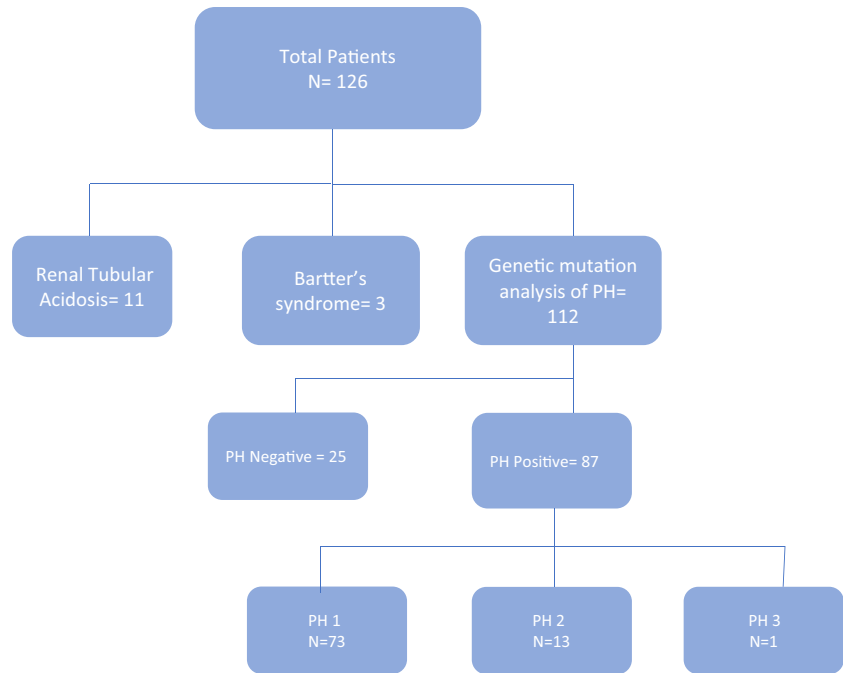 Total Patients
N= 126
Renal Tubular
Acidosis= 11
Bartter’s
syndrome= 3
Genetic mutation
analysis of PH=
112
PH Negative = 25
PH Positive= 87
PH 1
N=73
PH 2
N=13
PH 3
N=1